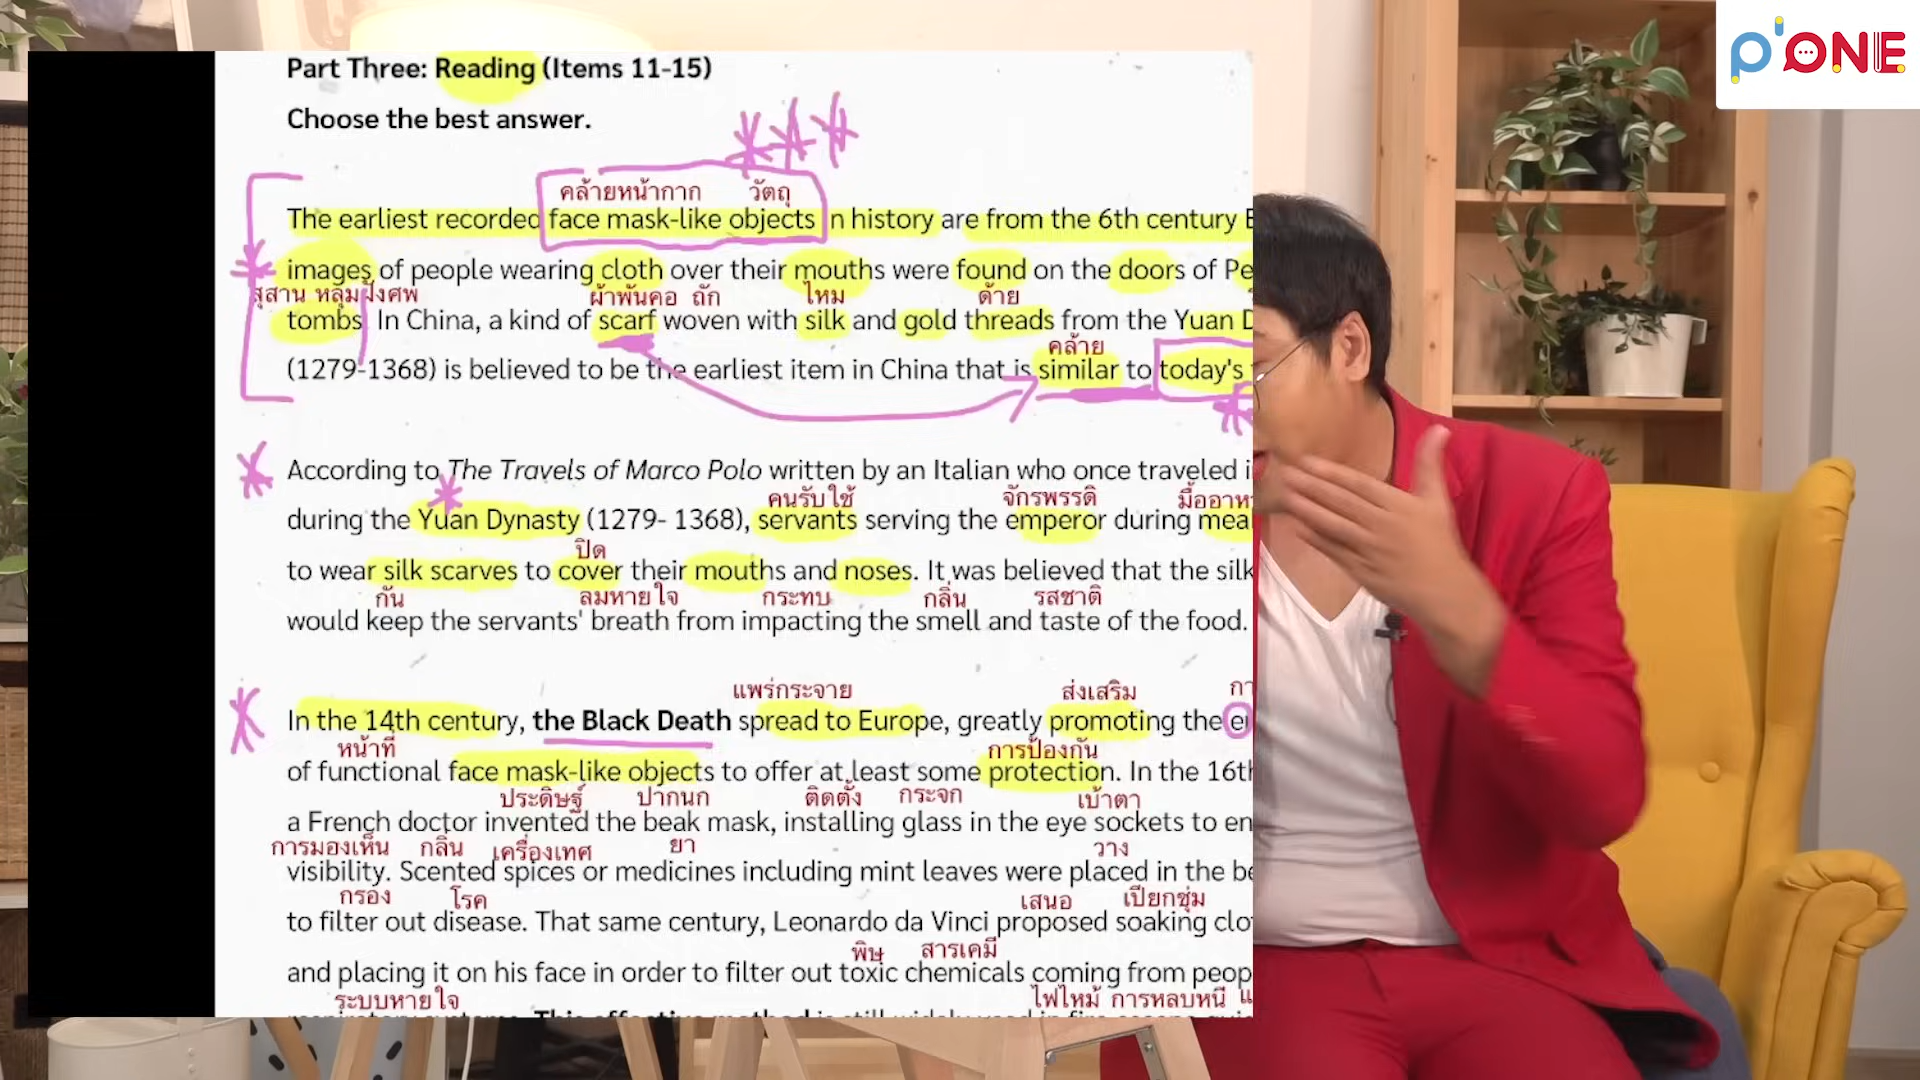 p'ONE
Part Three: Reading (Items 11-15)
Choose the best answer.
คล้ายหน้ากาก วัตถุ
The earliest recorded face mask-like objects in history are from the 6th century
images of people wearing cloth over their mouths were found on the doors of
สุสาน หลุมฝังศพ ผ้าพันคอ ถัก ไหม ด้าย
tombs. In China, a kind of scarf woven with silk and gold threads from the Yuan
คล้าย
(1279-1368) is believed to be the earliest item in China that is similar to today's
According to The Travels of Marco Polo written by an Italian who once traveled
คนรับใช้ จักรพรรดิ
during the Yuan Dynasty (1279- 1368), servants serving the emperor during
ปิด
to wear silk scarves to cover their mouths and noses. It was believed that the silk
กัน ลมหายใจ กระทบ กลิ่น รสชาติ
would keep the servants' breath from impacting the smell and taste of the food.
แพร่กระจาย ส่งเสริม
In the 14th century, the Black Death spread to Europe, greatly promoting the
หน้าที่ การป้องกัน
of functional face mask-like objects to offer at least some protection. In the 16th
ประดิษฐ์ ปากนก ติดตั้ง กระจก เบ้าตา
a French doctor invented the beak mask, installing glass in the eye sockets to
การมองเห็น กลิ่น เครื่องเทศ ยา วาง
visibility. Scented spices or medicines including mint leaves were placed in the
กรอง โรค เสนอ เปียกชุ่ม
to filter out disease. That same century, Leonardo da Vinci proposed soaking
พิษ สารเคมี
and placing it on his face in order to filter out toxic chemicals coming from
ระบบหายใจ ไฟไหม้ การหลบหนี
This effective method is still widely used in fire